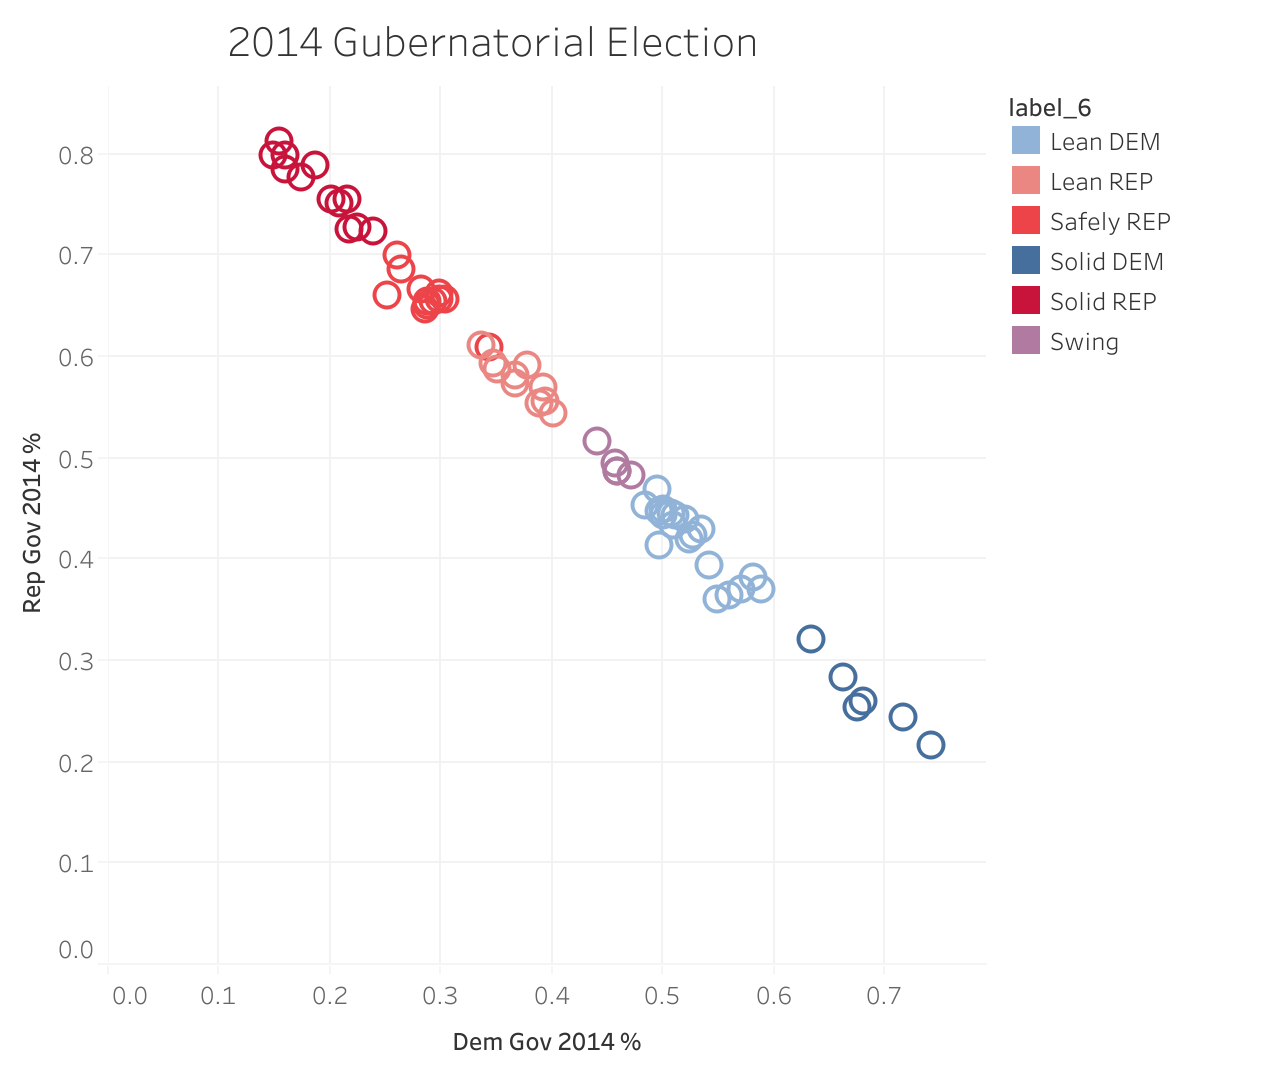 2014 Gubernatorial Election
label_6
Lean DEM
Lean REP
Safely REP
Solid DEM
Solid REP
Swing
Rep Gov 2014 %
0.8
0.7
0.6
0.5
0.4
0.3
0.2
0.1
0.0
0.0 0.1 0.2 0.3 0.4 0.5 0.6 0.7
Dem Gov 2014 %